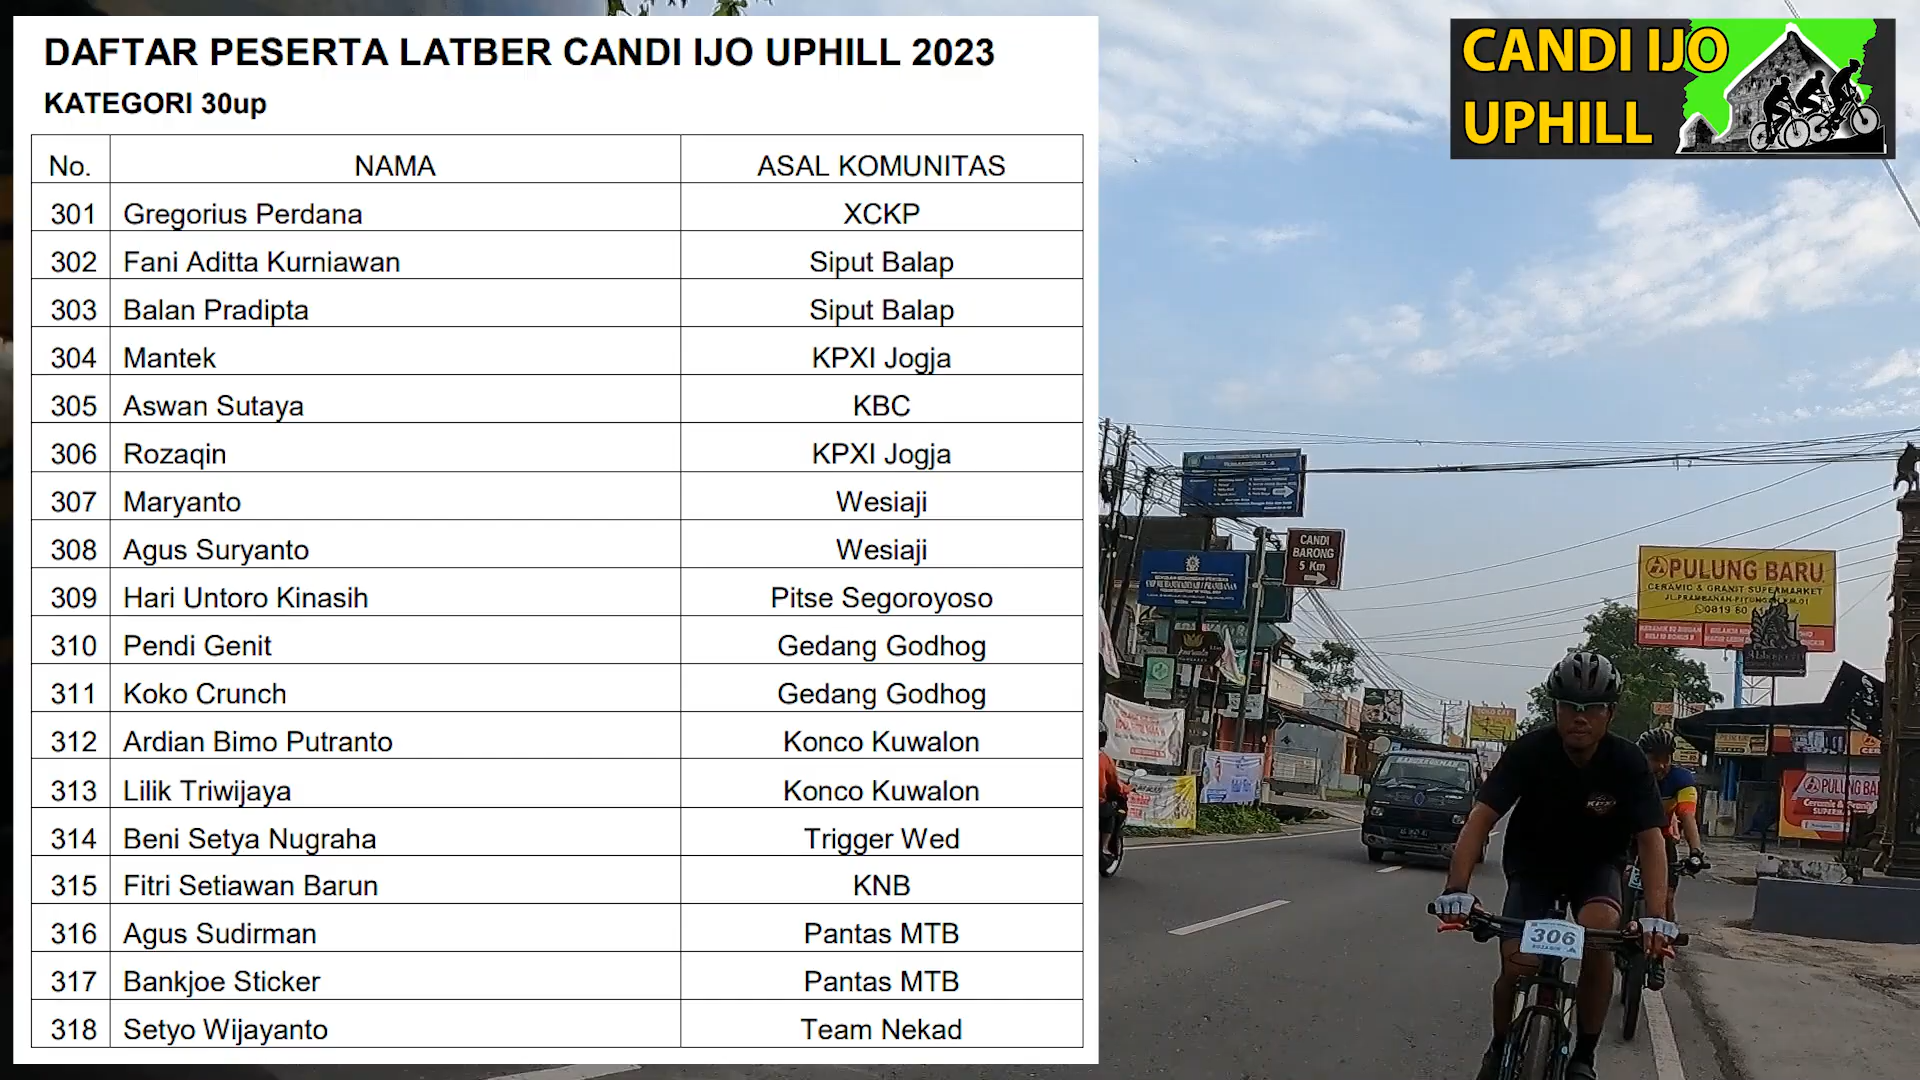 DAFTAR PESERTA LATBER CANDI IJO UPHILL 2023
KATEGORI 30up
No. NAMA ASAL KOMUNITAS
301 Gregorius Perdana XCKP
302 Fani Aditta Kurniawan Siput Balap
303 Balan Pradipta Siput Balap
304 Mantek KPXI Jogja
305 Aswan Sutaya KBC
306 Rozaqin KPXI Jogja
307 Maryanto Wesiaji
308 Agus Suryanto Wesiaji
309 Hari Untoro Kinasih Pitse Segoroyoso
310 Pendi Genit Gedang Godhog
311 Koko Crunch Gedang Godhog
312 Ardian Bimo Putranto Konco Kuwalon
313 Lilik Triwijaya Konco Kuwalon
314 Beni Setya Nugraha Trigger Wed
315 Fitri Setiawan Barun KNB
316 Agus Sudirman Pantas MTB
317 Bankjoe Sticker Pantas MTB
318 Setyo Wijayanto Team Nekad
CANDI IJO
UPHILL
CANDI
BARONG
5 Km
PULUNG BARU
CERAMIC & GRANIT SUPERMARKET
0819 60
PULUNG BA
306